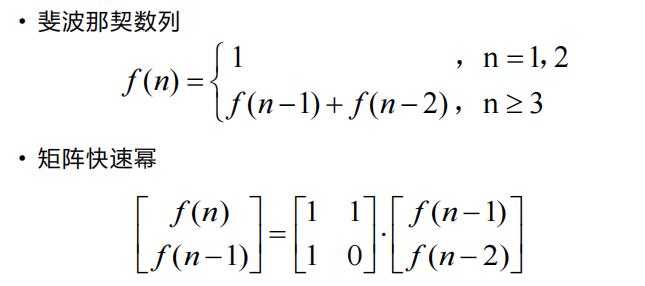 • 斐波那契数列
f(n) = { 1 , n = 1, 2
f(n−1) + f(n−2), n ≥ 3
• 矩阵快速幂
[ f(n) ; f(n−1) ] = [ 1 1 ; 1 0 ] · [ f(n−1) ; f(n−2) ]